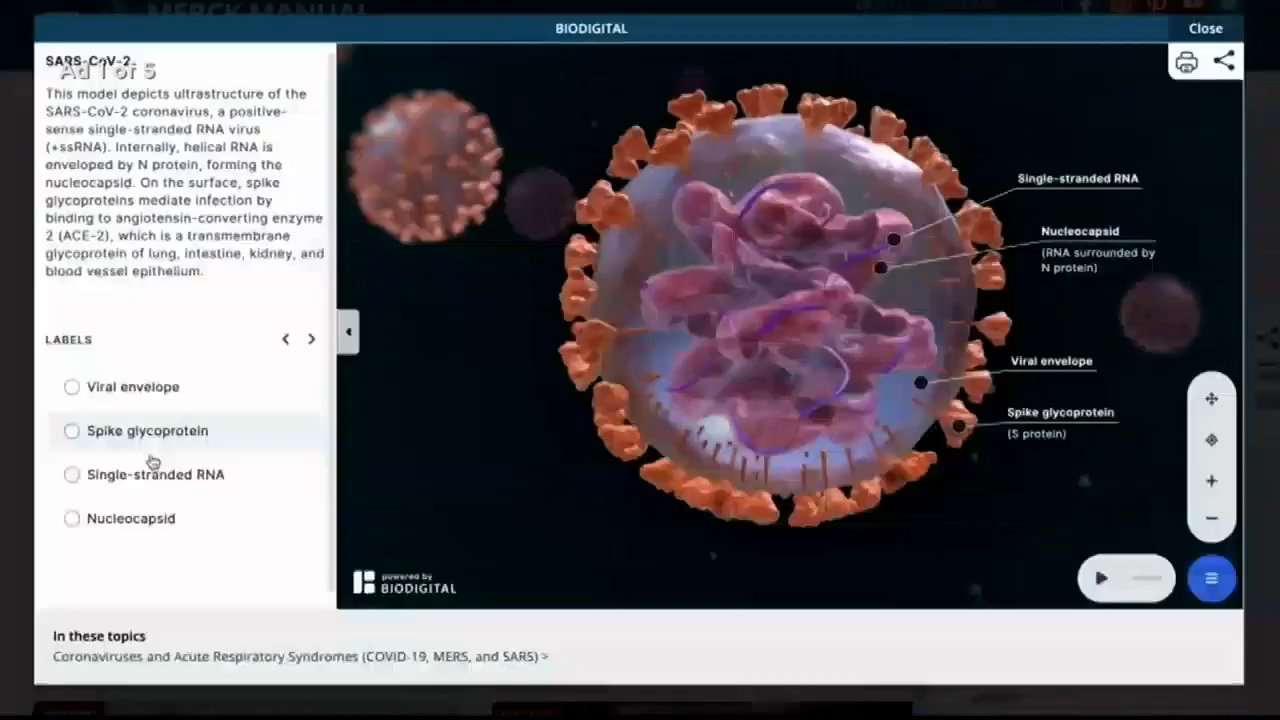 MERCK MANUAL
BIODIGITAL
Close
SARS-CoV-2
Ad 1 of 5
This model depicts ultrastructure of the
SARS-CoV-2 coronavirus, a positive-
sense single-stranded RNA virus
(+ssRNA). Internally, helical RNA is
enveloped by N protein, forming the
nucleocapsid. On the surface, spike
glycoproteins mediate infection by
binding to angiotensin-converting enzyme
2 (ACE-2), which is a transmembrane
glycoprotein of lung, intestine, kidney, and
blood vessel epithelium.
LABELS
Viral envelope
Spike glycoprotein
Single-stranded RNA
Nucleocapsid
Single-stranded RNA
Nucleocapsid
(RNA surrounded by
N protein)
Viral envelope
Spike glycoprotein
(S protein)
powered by
BIODIGITAL
In these topics
Coronaviruses and Acute Respiratory Syndromes (COVID-19, MERS, and SARS) >